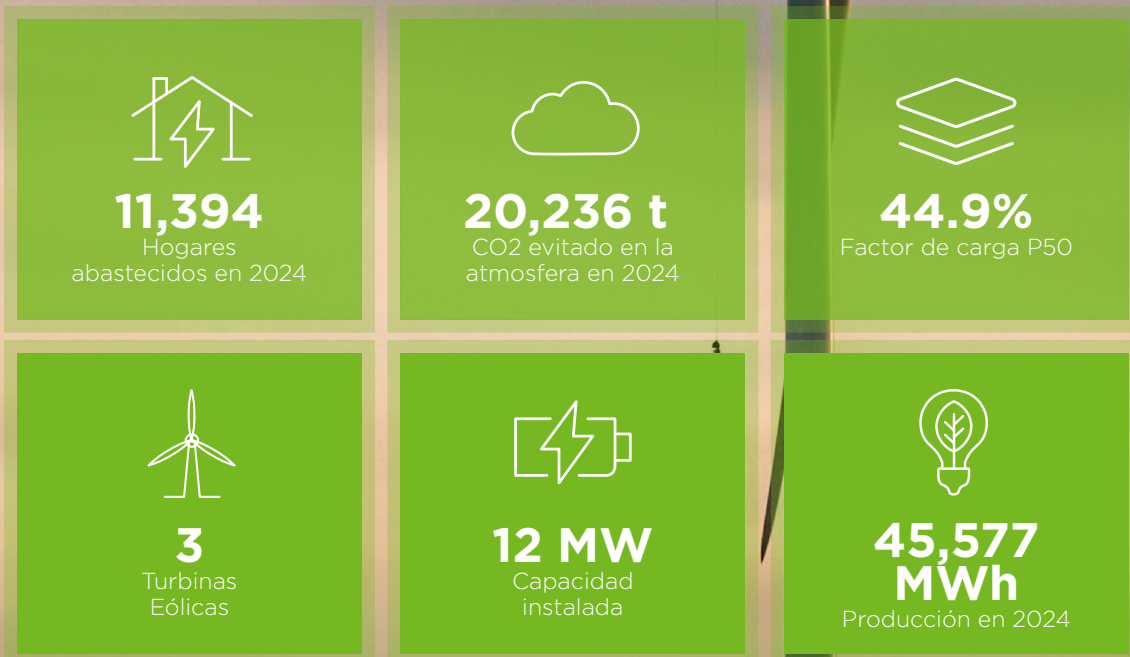 11,394
Hogares
abastecidos en 2024
20,236 t
CO2 evitado en la
atmosfera en 2024
44.9%
Factor de carga P50
3
Turbinas
Eólicas
12 MW
Capacidad
instalada
45,577
MWh
Producción en 2024